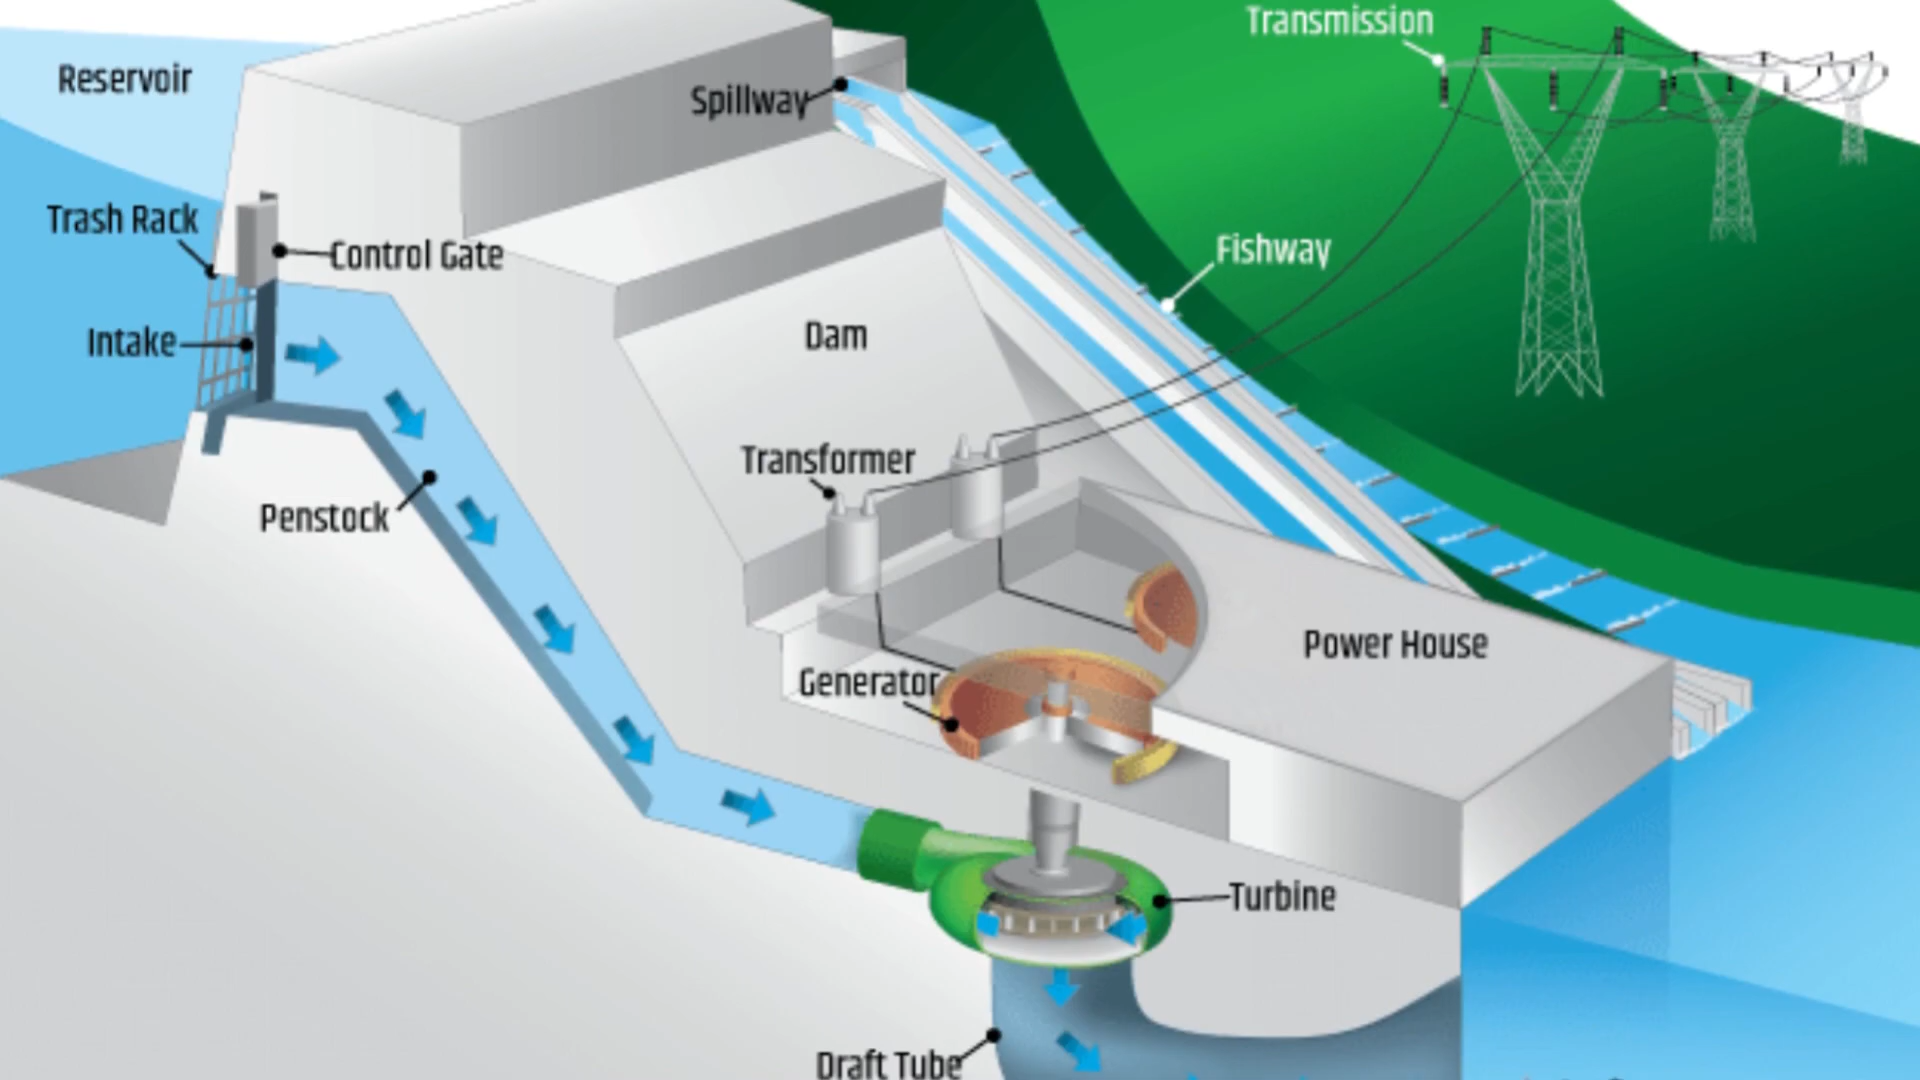 Transmission
Reservoir
Spillway
Trash Rack
Control Gate
Fishway
Intake
Dam
Transformer
Penstock
Power House
Generator
Turbine
Draft Tube